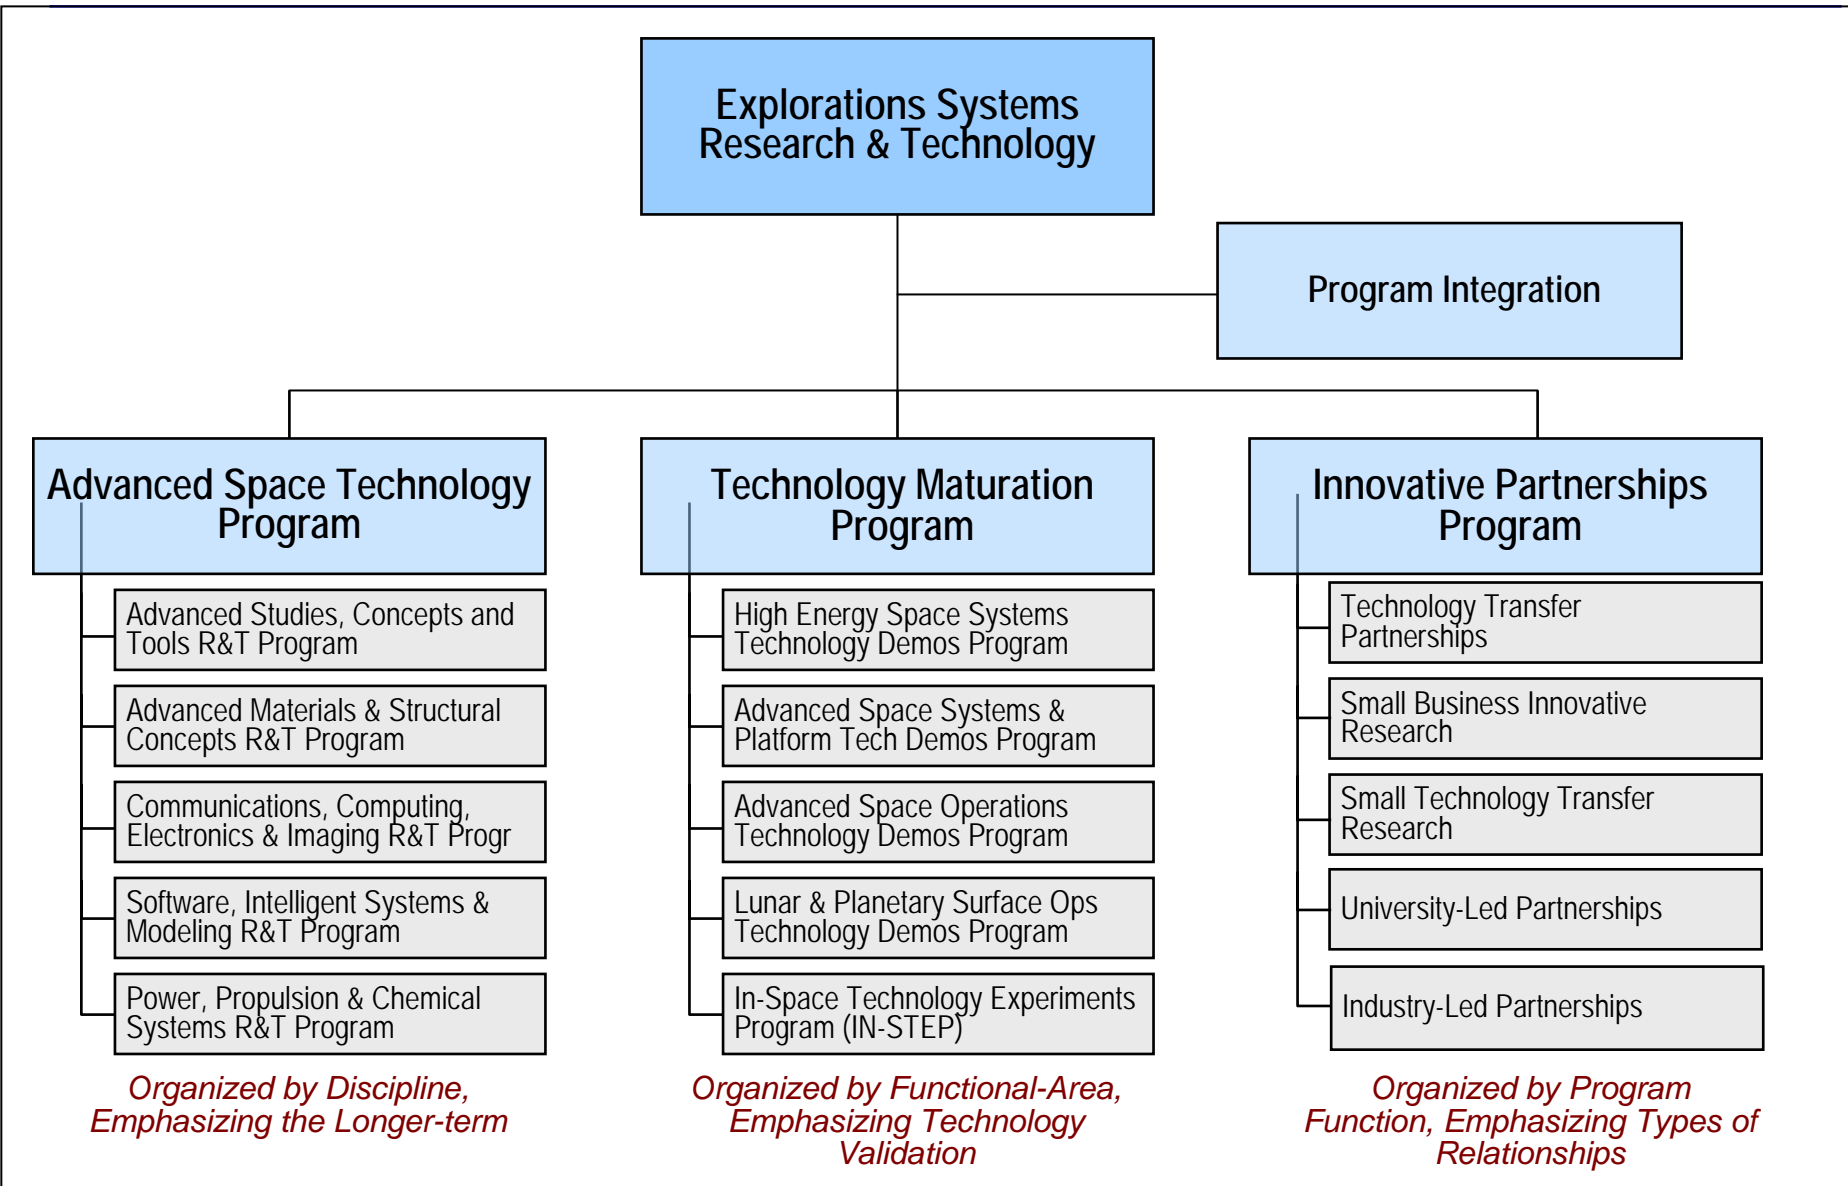 Explorations Systems
Research & Technology
Program Integration
Advanced Space Technology
Program
Advanced Studies, Concepts and
Tools R&T Program
Advanced Materials & Structural
Concepts R&T Program
Communications, Computing,
Electronics & Imaging R&T Progr
Software, Intelligent Systems &
Modeling R&T Program
Power, Propulsion & Chemical
Systems R&T Program
Organized by Discipline,
Emphasizing the Longer-term
Technology Maturation
Program
High Energy Space Systems
Technology Demos Program
Advanced Space Systems &
Platform Tech Demos Program
Advanced Space Operations
Technology Demos Program
Lunar & Planetary Surface Ops
Technology Demos Program
In-Space Technology Experiments
Program (IN-STEP)
Organized by Functional-Area,
Emphasizing Technology
Validation
Innovative Partnerships
Program
Technology Transfer
Partnerships
Small Business Innovative
Research
Small Technology Transfer
Research
University-Led Partnerships
Industry-Led Partnerships
Organized by Program
Function, Emphasizing Types of
Relationships